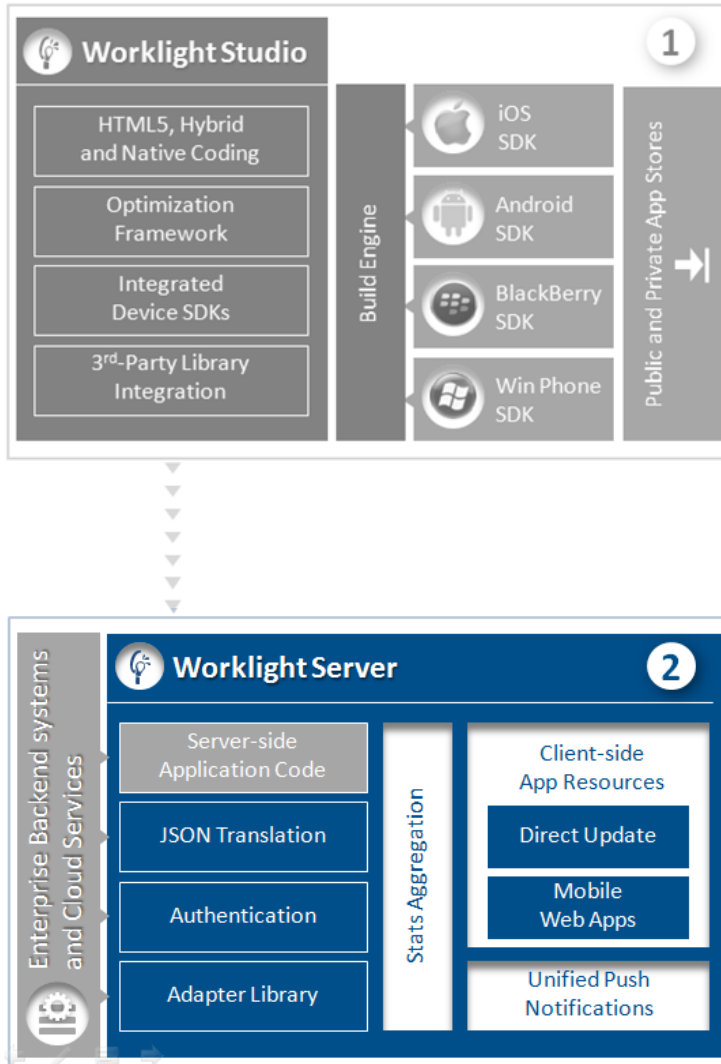 Worklight Studio
1
HTML5, Hybrid
and Native Coding
Optimization
Framework
Integrated
Device SDKs
3rd-Party Library
Integration
Build Engine
iOS
SDK
Android
SDK
BlackBerry
SDK
Win Phone
SDK
Public and Private App Stores
Enterprise Backend systems
and Cloud Services
Worklight Server
2
Server-side
Application Code
JSON Translation
Authentication
Adapter Library
Stats Aggregation
Client-side
App Resources
Direct Update
Mobile
Web Apps
Unified Push
Notifications